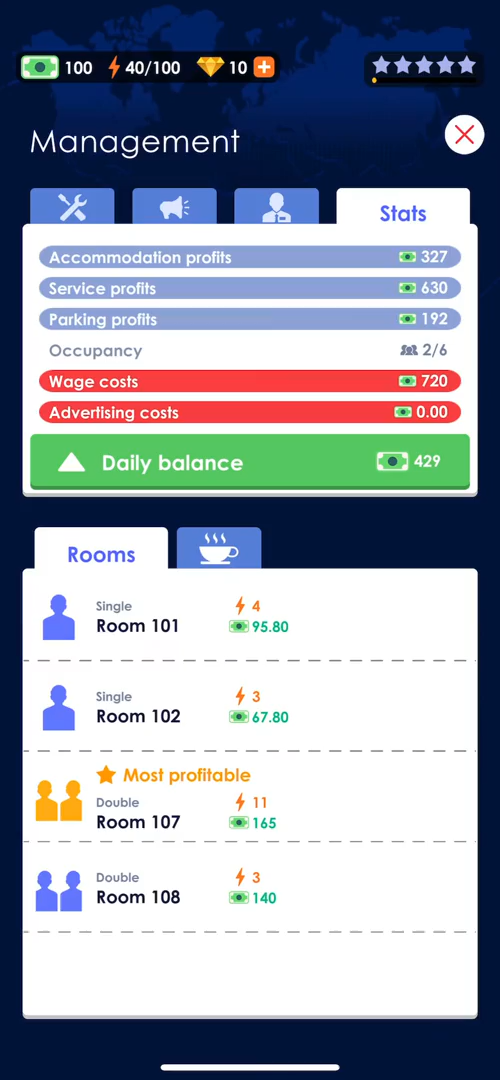 100 40/100 10
Management
Stats
Accommodation profits 327
Service profits 630
Parking profits 192
Occupancy 2/6
Wage costs 720
Advertising costs 0.00
Daily balance 429
Rooms
Single 4
Room 101 95.80
Single 3
Room 102 67.80
Most profitable
Double 11
Room 107 165
Double 3
Room 108 140